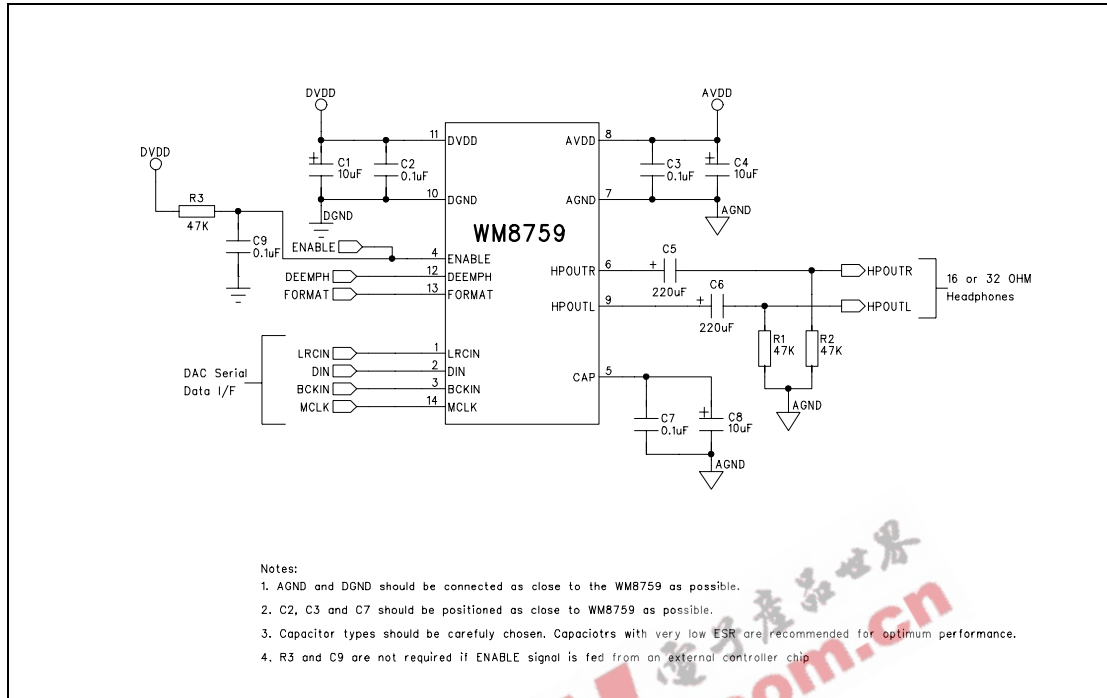 DVDD
AVDD
11 DVDD
AVDD 8
DVDD
C1
10uF
C2
0.1uF
C3
0.1uF
C4
10uF
R3
47K
10 DGND
AGND 7
DGND
AGND
WM8759
C9
0.1uF
ENABLE
4 ENABLE
DEEMPH 12 DEEMPH
FORMAT 13 FORMAT
HPOUTR 6
C5
220uF
HPOUTR
HPOUTL 9
C6
220uF
HPOUTL
16 or 32 OHM
Headphones
R1
47K
R2
47K
AGND
DAC Serial
Data I/F
LRCIN 1 LRCIN
DIN 2 DIN
BCKIN 3 BCKIN
MCLK 14 MCLK
CAP 5
C7
0.1uF
C8
10uF
AGND
Notes:
1. AGND and DGND should be connected as close to the WM8759 as possible.
2. C2, C3 and C7 should be positioned as close to WM8759 as possible.
3. Capacitor types should be carefuly chosen. Capaciotrs with very low ESR are recommended for optimum performance.
4. R3 and C9 are not required if ENABLE signal is fed from an external controller chip
電子產品世界
om.cn